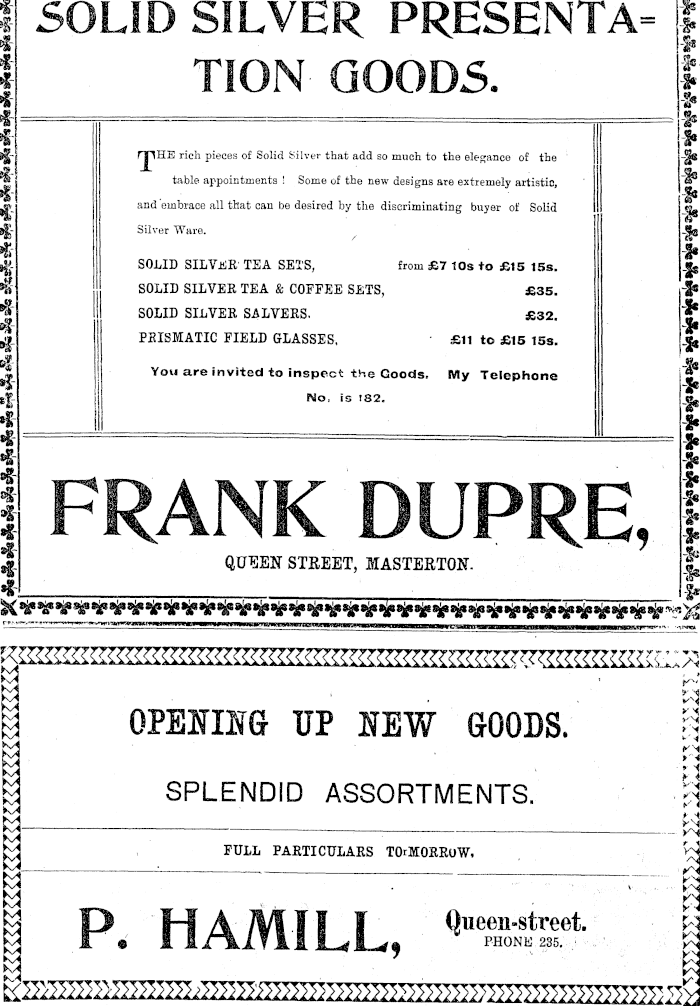 SOLID SILVER PRESENTA=
TION GOODS.
THE rich pieces of Solid Silver that add so much to the elegance of the
table appointments! Some of the new designs are extremely artistic,
and embrace all that can be desired by the discriminating buyer of Solid
Silver Ware.
SOLID SILVER TEA SETS, from £7 10s to £15 15s.
SOLID SILVER TEA & COFFEE SETS, £35.
SOLID SILVER SALVERS. £32.
PRISMATIC FIELD GLASSES, £11 to £15 15s.
You are invited to inspect the Goods. My Telephone
No. is 182.
FRANK DUPRE,
QUEEN STREET, MASTERTON.
OPENING UP NEW GOODS.
SPLENDID ASSORTMENTS.
FULL PARTICULARS TO-MORROW.
P. HAMILL, Queen-street.
PHONE 235.